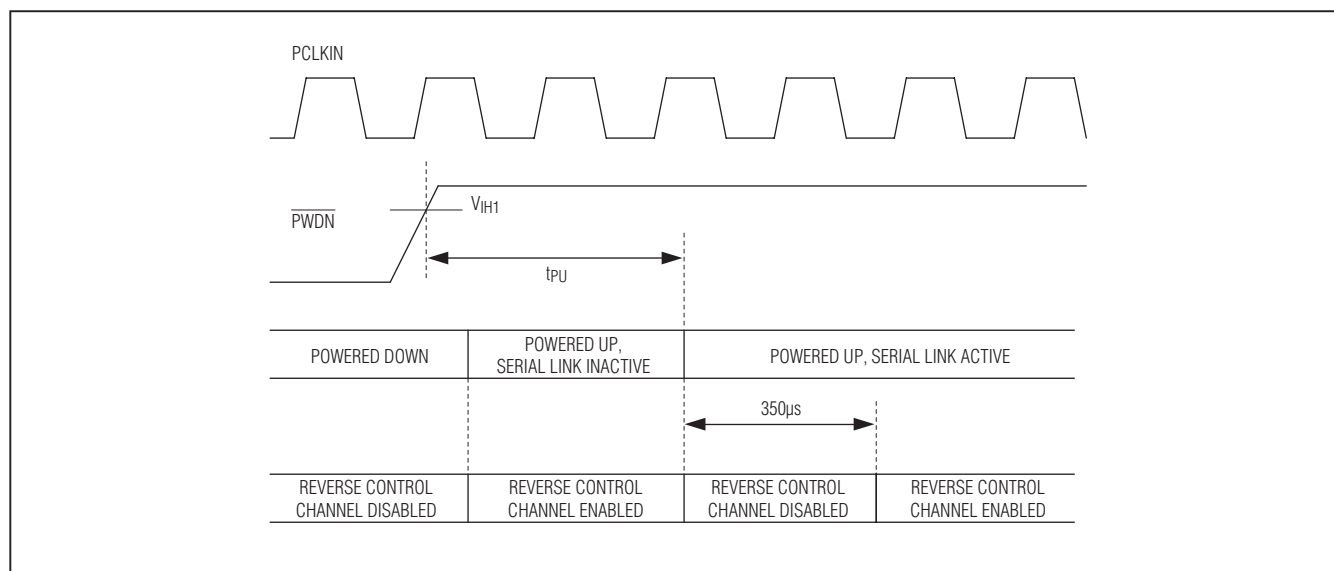 PCLKIN
VIH1
PWDN
tPU
POWERED DOWN
POWERED UP,
SERIAL LINK INACTIVE
POWERED UP, SERIAL LINK ACTIVE
350µs
REVERSE CONTROL
CHANNEL DISABLED
REVERSE CONTROL
CHANNEL ENABLED
REVERSE CONTROL
CHANNEL DISABLED
REVERSE CONTROL
CHANNEL ENABLED